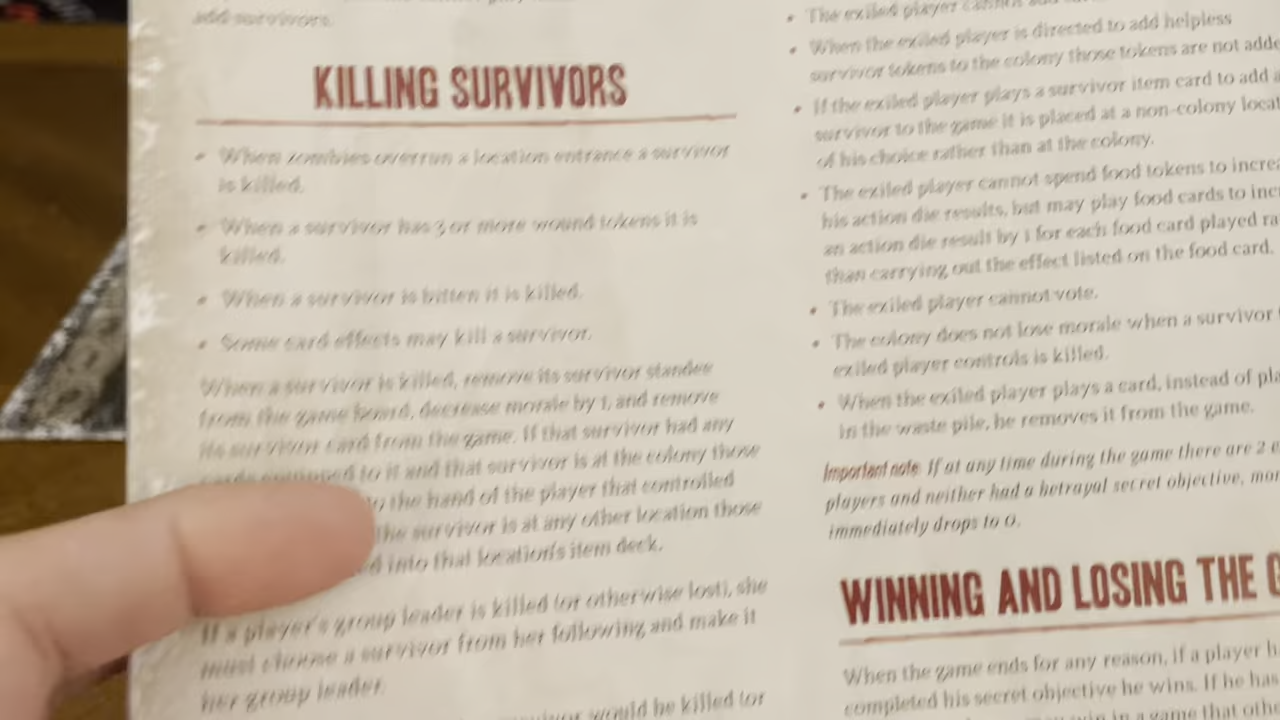 add survivors.
KILLING SURVIVORS
• When zombies overrun a location entrance a survivor
is killed.
• When a survivor has 3 or more wound tokens it is
killed.
• When a survivor is bitten it is killed.
• Some card effects may kill a survivor.
When a survivor is killed, remove its survivor standee
from the game board, decrease morale by 1, and remove
its survivor card from the game. If that survivor had any
cards equipped to it and that survivor is at the colony those
to the hand of the player that controlled
the survivor is at any other location those
into that location's item deck.
If a player's group leader is killed (or otherwise lost), she
must choose a survivor from her following and make it
her group leader.
would be killed (or
• The exiled player cannot
• When the exiled player is directed to add helpless
survivor tokens to the colony those tokens are not
• If the exiled player plays a survivor item card to add
survivor to the game it is placed at a non-colony
of his choice rather than at the colony.
• The exiled player cannot spend food tokens to
his action die results, but may play food cards to
an action die result by 1 for each food card played
than carrying out the effect listed on the food card.
• The exiled player cannot vote.
• The colony does not lose morale when a survivor
exiled player controls is killed.
• When the exiled player plays a card, instead of
in the waste pile, he removes it from the game.
Important note: If at any time during the game there are 2
players and neither had a betrayal secret objective,
immediately drops to 0.
WINNING AND LOSING THE
When the game ends for any reason, if a player
completed his secret objective he wins. If he has
win in a game that